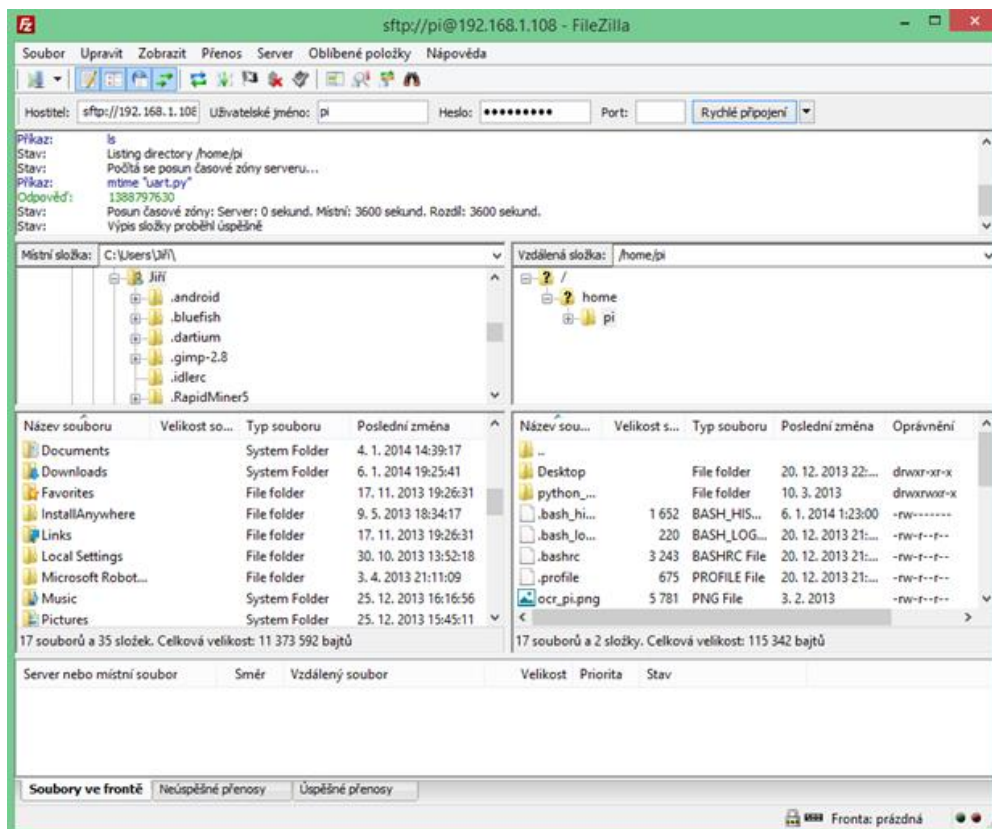 sftp://pi@192.168.1.108 - FileZilla
Soubor Upravit Zobrazit Přenos Server Oblíbené položky Nápověda
Hostitel: sftp://192.168.1.108 Uživatelské jméno: pi Heslo: ●●●●●●●●● Port: Rychlé připojení
Příkaz: ls
Stav: Listing directory /home/pi
Stav: Počítá se posun časové zóny serveru...
Příkaz: mtime "uart.py"
Odpověď: 1388797630
Stav: Posun časové zóny: Server: 0 sekund. Místní: 3600 sekund. Rozdíl: 3600 sekund.
Stav: Výpis složky proběhl úspěšně
Místní složka: C:\Users\Jiří\
Jiří
.android
.bluefish
.dartium
.gimp-2.8
.idlerc
.RapidMiner5
Vzdálená složka: /home/pi
/
home
pi
Název souboru Velikost so... Typ souboru Poslední změna
Documents System Folder 4. 1. 2014 14:39:17
Downloads System Folder 6. 1. 2014 19:25:41
Favorites File folder 17. 11. 2013 19:26:31
InstallAnywhere File folder 9. 5. 2013 18:34:17
Links File folder 17. 11. 2013 19:26:31
Local Settings File folder 30. 10. 2013 13:52:18
Microsoft Robot... File folder 3. 4. 2013 21:11:09
Music System Folder 25. 12. 2013 16:16:56
Pictures System Folder 25. 12. 2013 15:45:11
17 souborů a 35 složek. Celková velikost: 11 373 592 bajtů
Název sou... Velikost s... Typ souboru Poslední změna Oprávnění
..
Desktop File folder 20. 12. 2013 22:... drwxr-xr-x
python_... File folder 10. 3. 2013 drwxrwxr-x
.bash_hi... 1 652 BASH_HIS... 6. 1. 2014 1:23:00 -rw-------
.bash_lo... 220 BASH_LOG... 20. 12. 2013 21:... -rw-r--r--
.bashrc 3 243 BASHRC File 20. 12. 2013 21:... -rw-r--r--
.profile 675 PROFILE File 20. 12. 2013 21:... -rw-r--r--
ocr_pi.png 5 781 PNG File 3. 2. 2013 -rw-r--r--
17 souborů a 2 složky. Celková velikost: 115 342 bajtů
Server nebo místní soubor Směr Vzdálený soubor Velikost Priorita Stav
Soubory ve frontě Neúspěšné přenosy Úspěšné přenosy
Fronta: prázdná